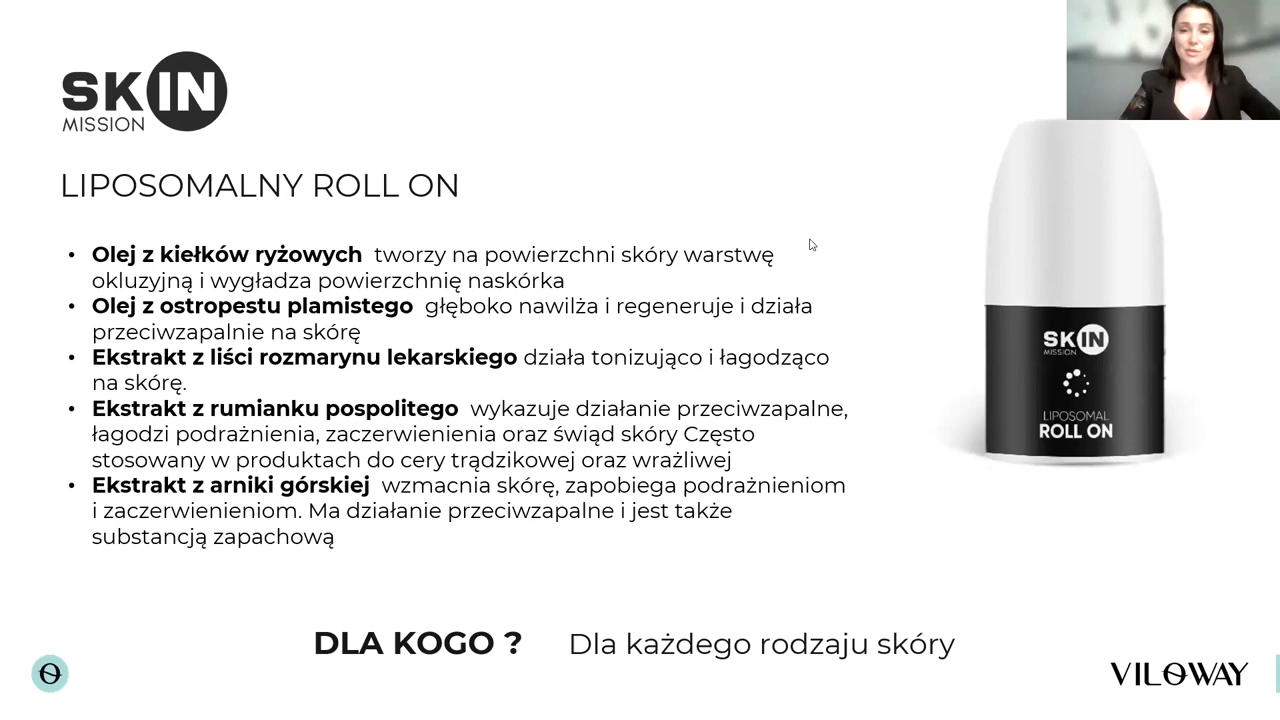 SKIN
MISSION
LIPOSOMALNY ROLL ON
• Olej z kiełków ryżowych tworzy na powierzchni skóry warstwę
okluzyjną i wygładza powierzchnię naskórka
• Olej z ostropestu plamistego głęboko nawilża i regeneruje i działa
przeciwzapalnie na skórę
• Ekstrakt z liści rozmarynu lekarskiego działa tonizująco i łagodząco
na skórę.
• Ekstrakt z rumianku pospolitego wykazuje działanie przeciwzapalne,
łagodzi podrażnienia, zaczerwienienia oraz świąd skóry Często
stosowany w produktach do cery trądzikowej oraz wrażliwej
• Ekstrakt z arniki górskiej wzmacnia skórę, zapobiega podrażnieniom
i zaczerwienieniom. Ma działanie przeciwzapalne i jest także
substancją zapachową
SKIN
MISSION
LIPOSOMAL
ROLL ON
DLA KOGO ? Dla każdego rodzaju skóry
VILOWAY